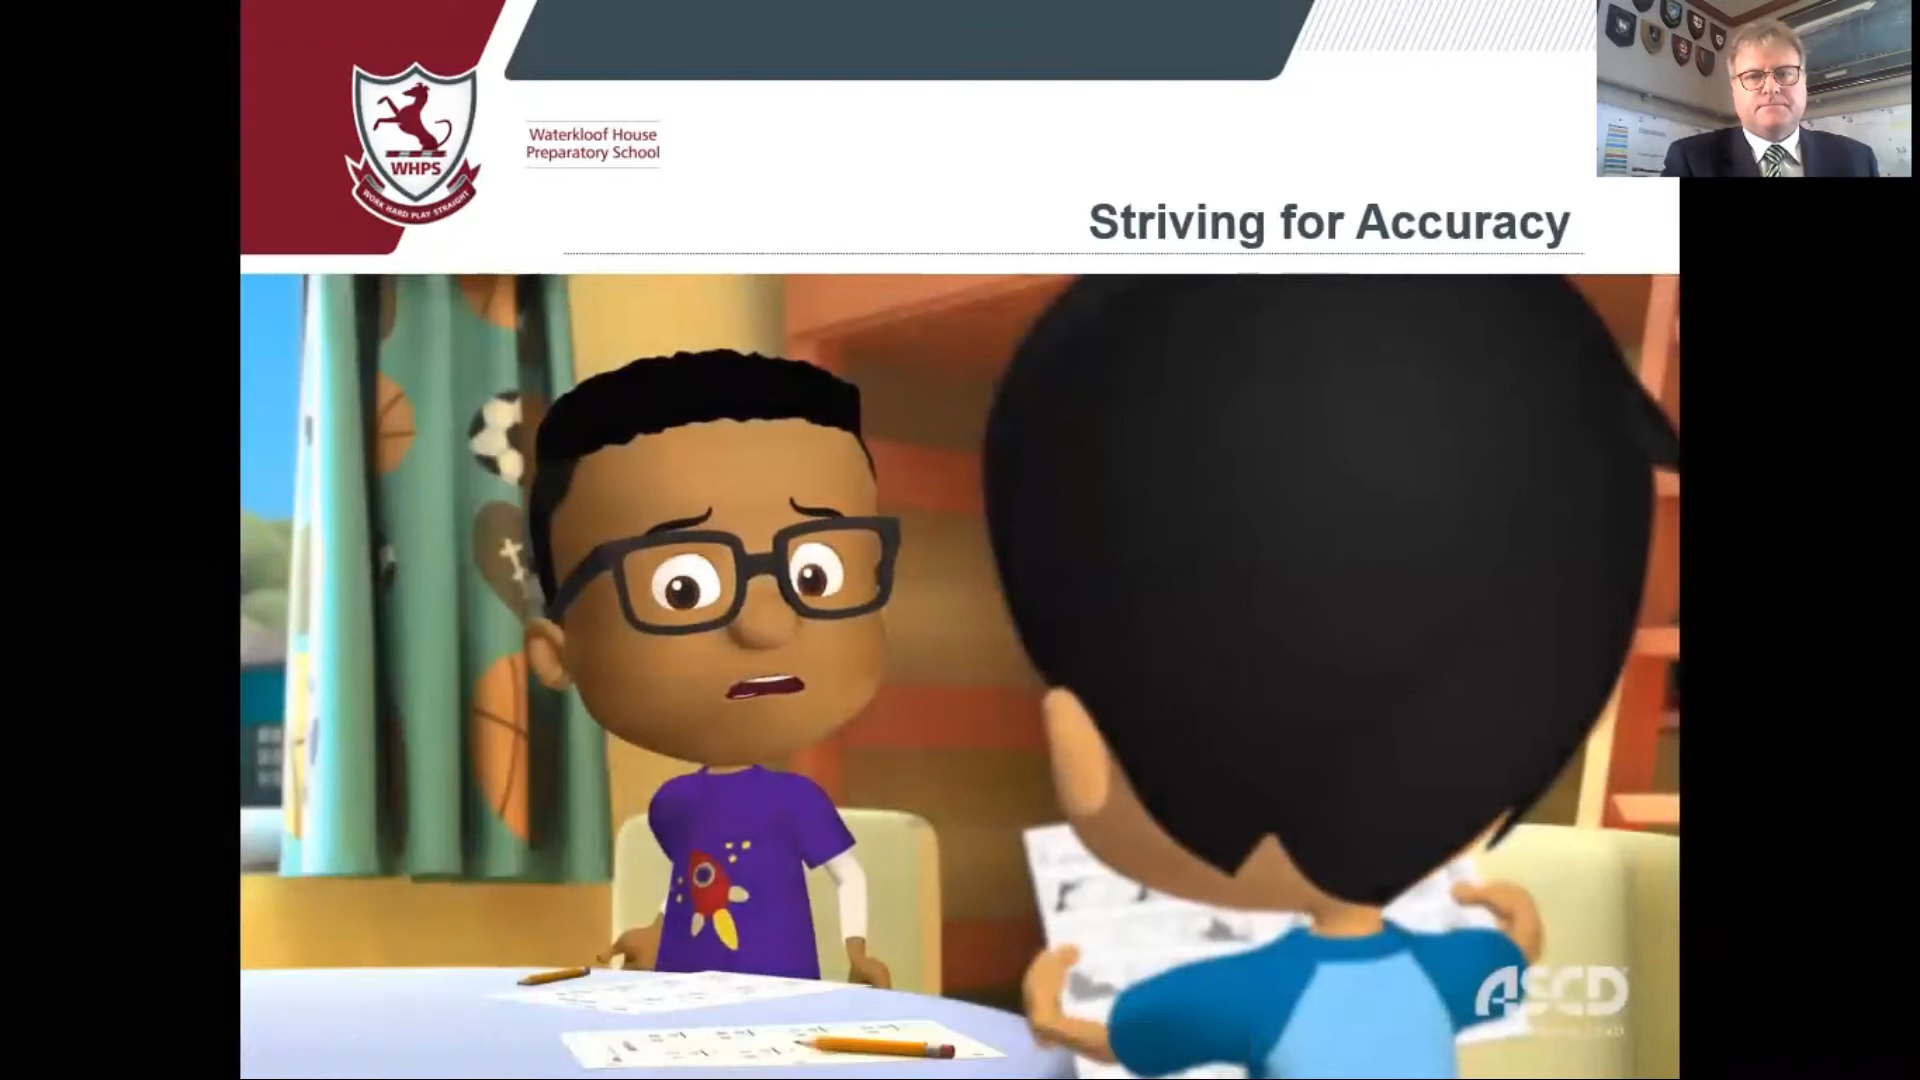 WHPS
WORK HARD PLAY STRAIGHT
Waterkloof House
Preparatory School
Striving for Accuracy
ASCD